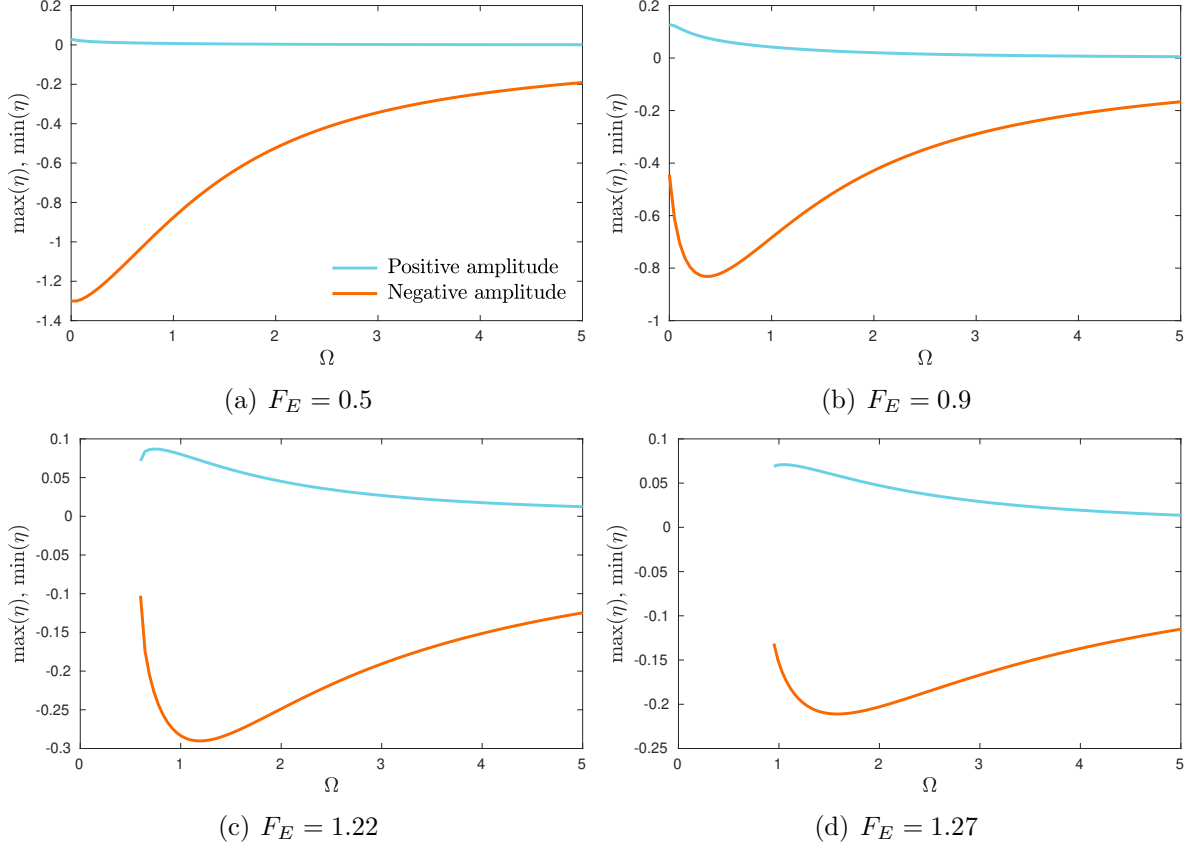 0.2
0
-0.2
-0.4
-0.6
-0.8
-1
-1.2
-1.4
max(η), min(η)
0 1 2 3 4 5
Ω
Positive amplitude
Negative amplitude
(a) F_E = 0.5
0.2
0
-0.2
-0.4
-0.6
-0.8
-1
max(η), min(η)
0 1 2 3 4 5
Ω
(b) F_E = 0.9
0.1
0.05
0
-0.05
-0.1
-0.15
-0.2
-0.25
-0.3
max(η), min(η)
0 1 2 3 4 5
Ω
(c) F_E = 1.22
0.1
0.05
0
-0.05
-0.1
-0.15
-0.2
-0.25
max(η), min(η)
0 1 2 3 4 5
Ω
(d) F_E = 1.27